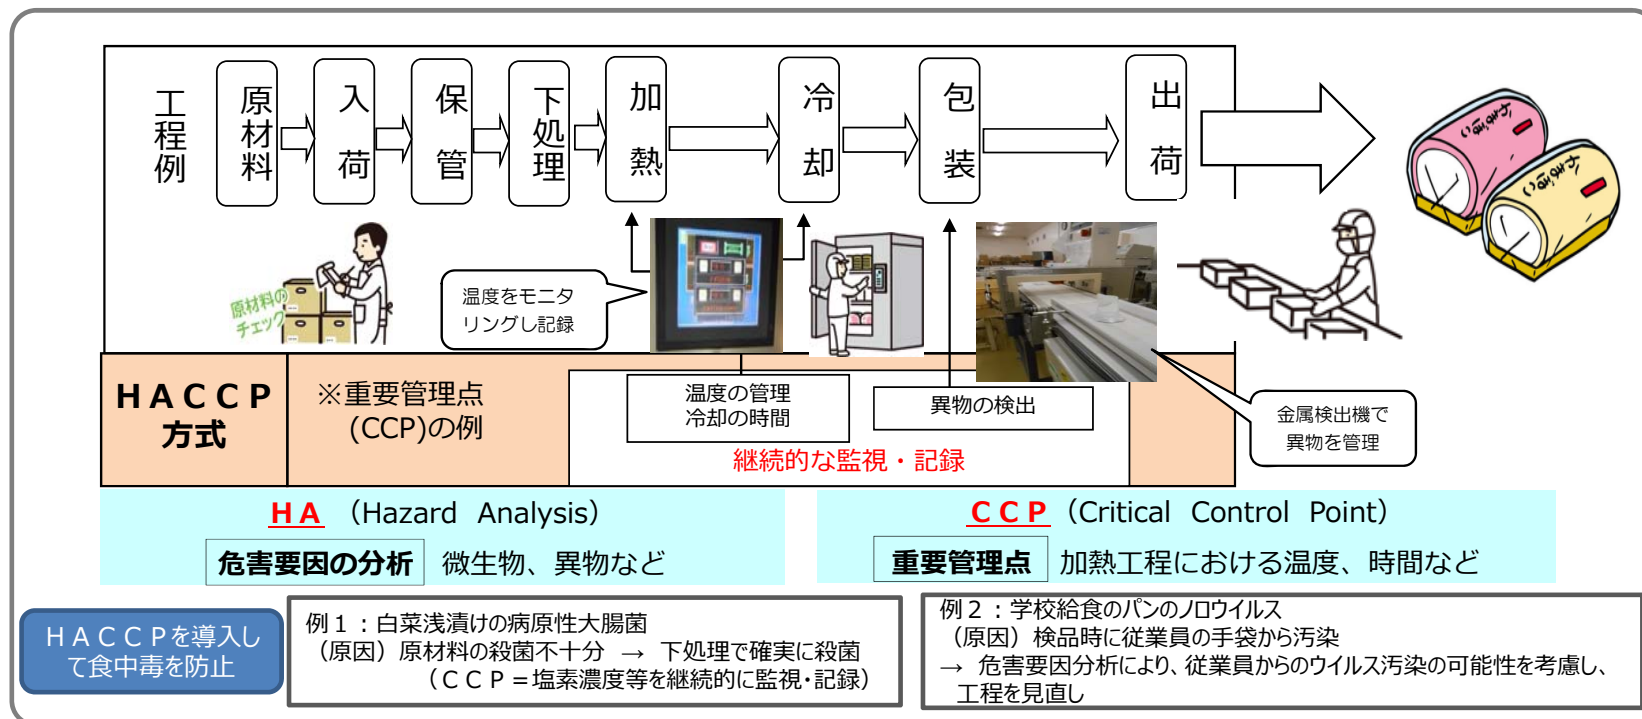 工程例
原材料
入荷
保管
下処理
加熱
冷却
包装
出荷
かまぼこ
かまぼこ
原材料の
チェック
温度をモニタ
リングし記録
ＨＡＣＣＰ
方式
※重要管理点
(CCP)の例
温度の管理
冷却の時間
異物の検出
継続的な監視・記録
金属検出機で
異物を管理
ＨＡ（Hazard Analysis）
危害要因の分析 微生物、異物など
ＣＣＰ（Critical Control Point）
重要管理点 加熱工程における温度、時間など
ＨＡＣＣＰを導入し
て食中毒を防止
例１：白菜浅漬けの病原性大腸菌
（原因）原材料の殺菌不十分 → 下処理で確実に殺菌
（ＣＣＰ＝塩素濃度等を継続的に監視・記録）
例２：学校給食のパンのノロウイルス
（原因）検品時に従業員の手袋から汚染
→ 危害要因分析により、従業員からのウイルス汚染の可能性を考慮し、
工程を見直し